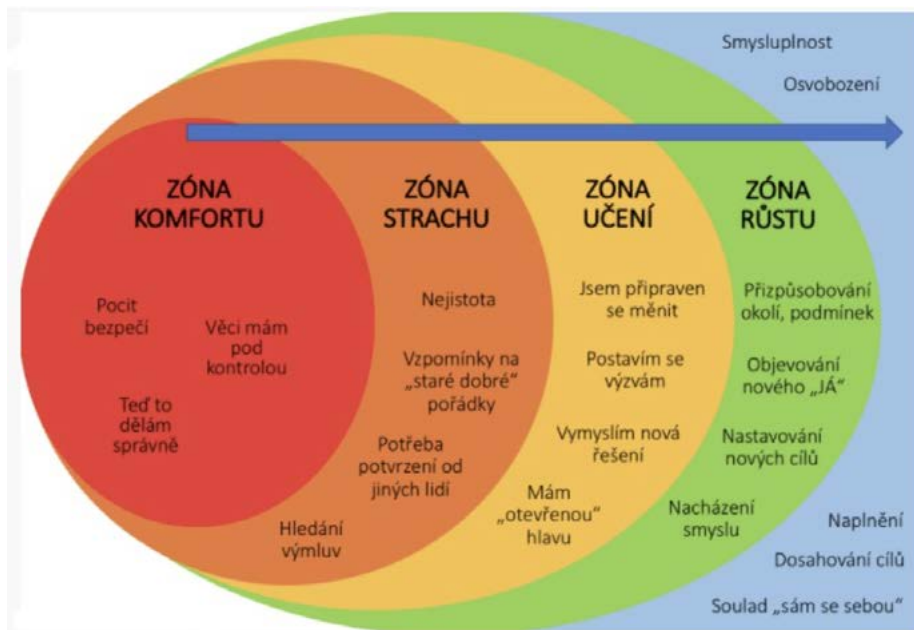 Smysluplnost
Osvobození
ZÓNA
KOMFORTU
ZÓNA
STRACHU
ZÓNA
UČENÍ
ZÓNA
RŮSTU
Pocit
bezpečí
Věci mám
pod
kontrolou
Teď to
dělám
správně
Nejistota
Vzpomínky na
„staré dobré“
pořádky
Potřeba
potvrzení od
jiných lidí
Hledání
výmluv
Jsem připraven
se měnit
Postavím se
výzvám
Vymyslím nová
řešení
Mám
„otevřenou“
hlavu
Přizpůsobování
okolí, podmínek
Objevování
nového „JÁ“
Nastavování
nových cílů
Nacházení
smyslu
Naplnění
Dosahování cílů
Soulad „sám se sebou“